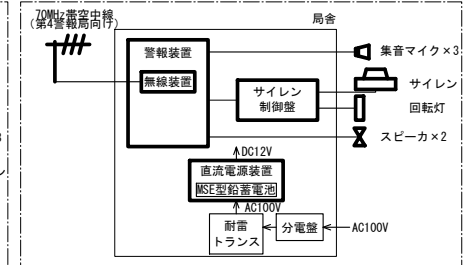 70MHz帯空中線
(第4警報局向け)
局舎
警報装置
無線装置
集音マイク×3
サイレン
サイレン
制御盤
回転灯
スピーカ×2
DC12V
直流電源装置
MSE型鉛蓄電池
AC100V
耐雷
トランス
分電盤
AC100V